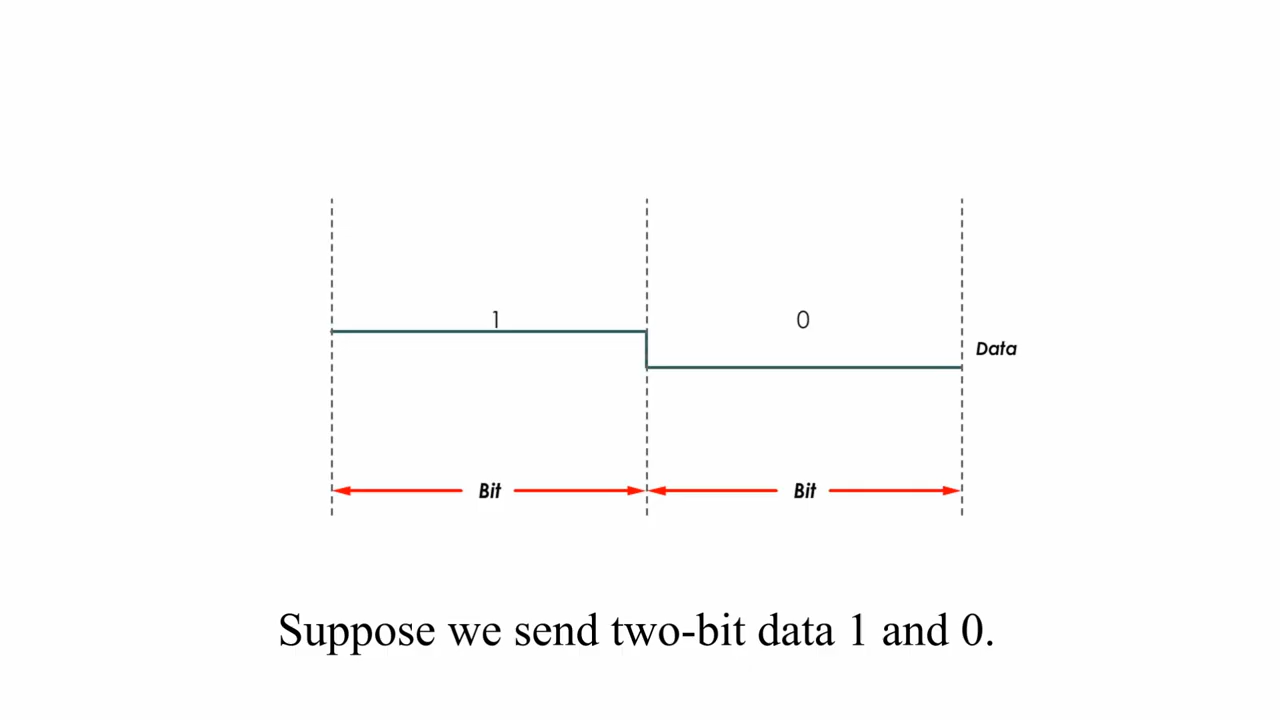 1 0
Data
Bit Bit
Suppose we send two-bit data 1 and 0.